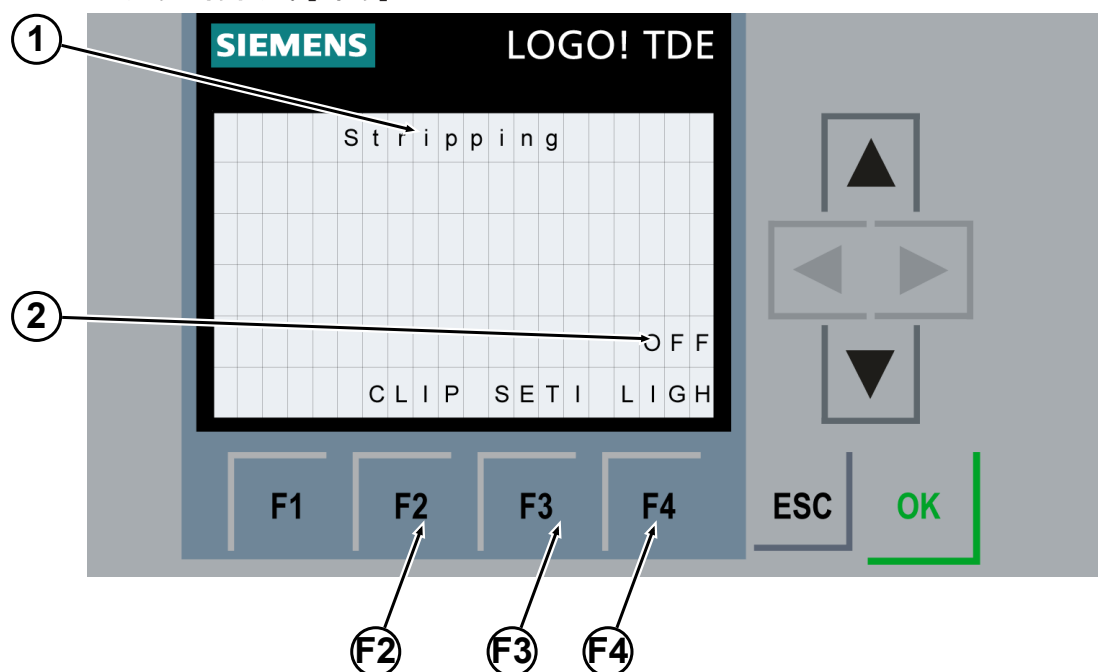 1
SIEMENS LOGO! TDE
Stripping
2
OFF
CLIP SETI LIGH
F1 F2 F3 F4 ESC OK
F2 F3 F4